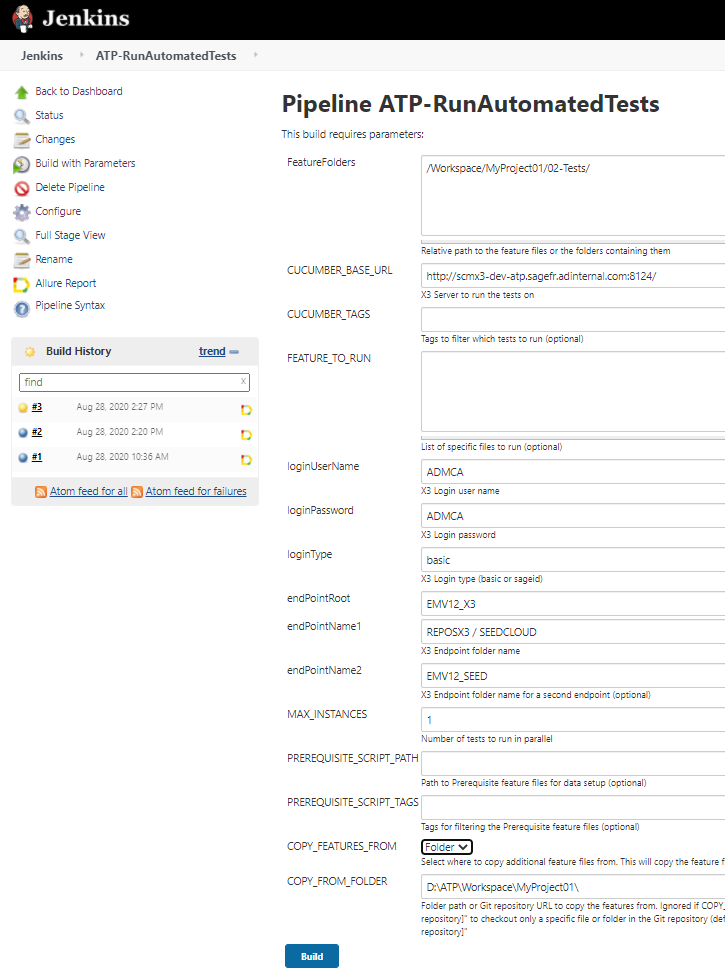 Jenkins
Jenkins
ATP-RunAutomatedTests
Back to Dashboard
Status
Changes
Build with Parameters
Delete Pipeline
Configure
Full Stage View
Rename
Allure Report
Pipeline Syntax
Build History
trend
find
X
#3 Aug 28, 2020 2:27 PM
#2 Aug 28, 2020 2:20 PM
#1 Aug 28, 2020 10:36 AM
Atom feed for all Atom feed for failures
Pipeline ATP-RunAutomatedTests
This build requires parameters:
FeatureFolders
/Workspace/MyProject01/02-Tests/
Relative path to the feature files or the folders containing them
CUCUMBER_BASE_URL
http://scmx3-dev-atp.sagefr.adinternal.com:8124/
X3 Server to run the tests on
CUCUMBER_TAGS
Tags to filter which tests to run (optional)
FEATURE_TO_RUN
List of specific files to run (optional)
loginUserName
ADMCA
X3 Login user name
loginPassword
ADMCA
X3 Login password
loginType
basic
X3 Login type (basic or sageid)
endPointRoot
EMV12_X3
endPointName1
REPOSX3 / SEEDCLOUD
X3 Endpoint folder name
endPointName2
EMV12_SEED
X3 Endpoint folder name for a second endpoint (optional)
MAX_INSTANCES
1
Number of tests to run in parallel
PREREQUISITE_SCRIPT_PATH
Path to Prerequisite feature files for data setup (optional)
PREREQUISITE_SCRIPT_TAGS
Tags for filtering the Prerequisite feature files (optional)
COPY_FEATURES_FROM
Folder
Select where to copy additional feature files from. This will copy the feature f
COPY_FROM_FOLDER
D:\ATP\Workspace\MyProject01\
Folder path or Git repository URL to copy the features from. Ignored if COPY_
repository]" to checkout only a specific file or folder in the Git repository (def
repository]"
Build